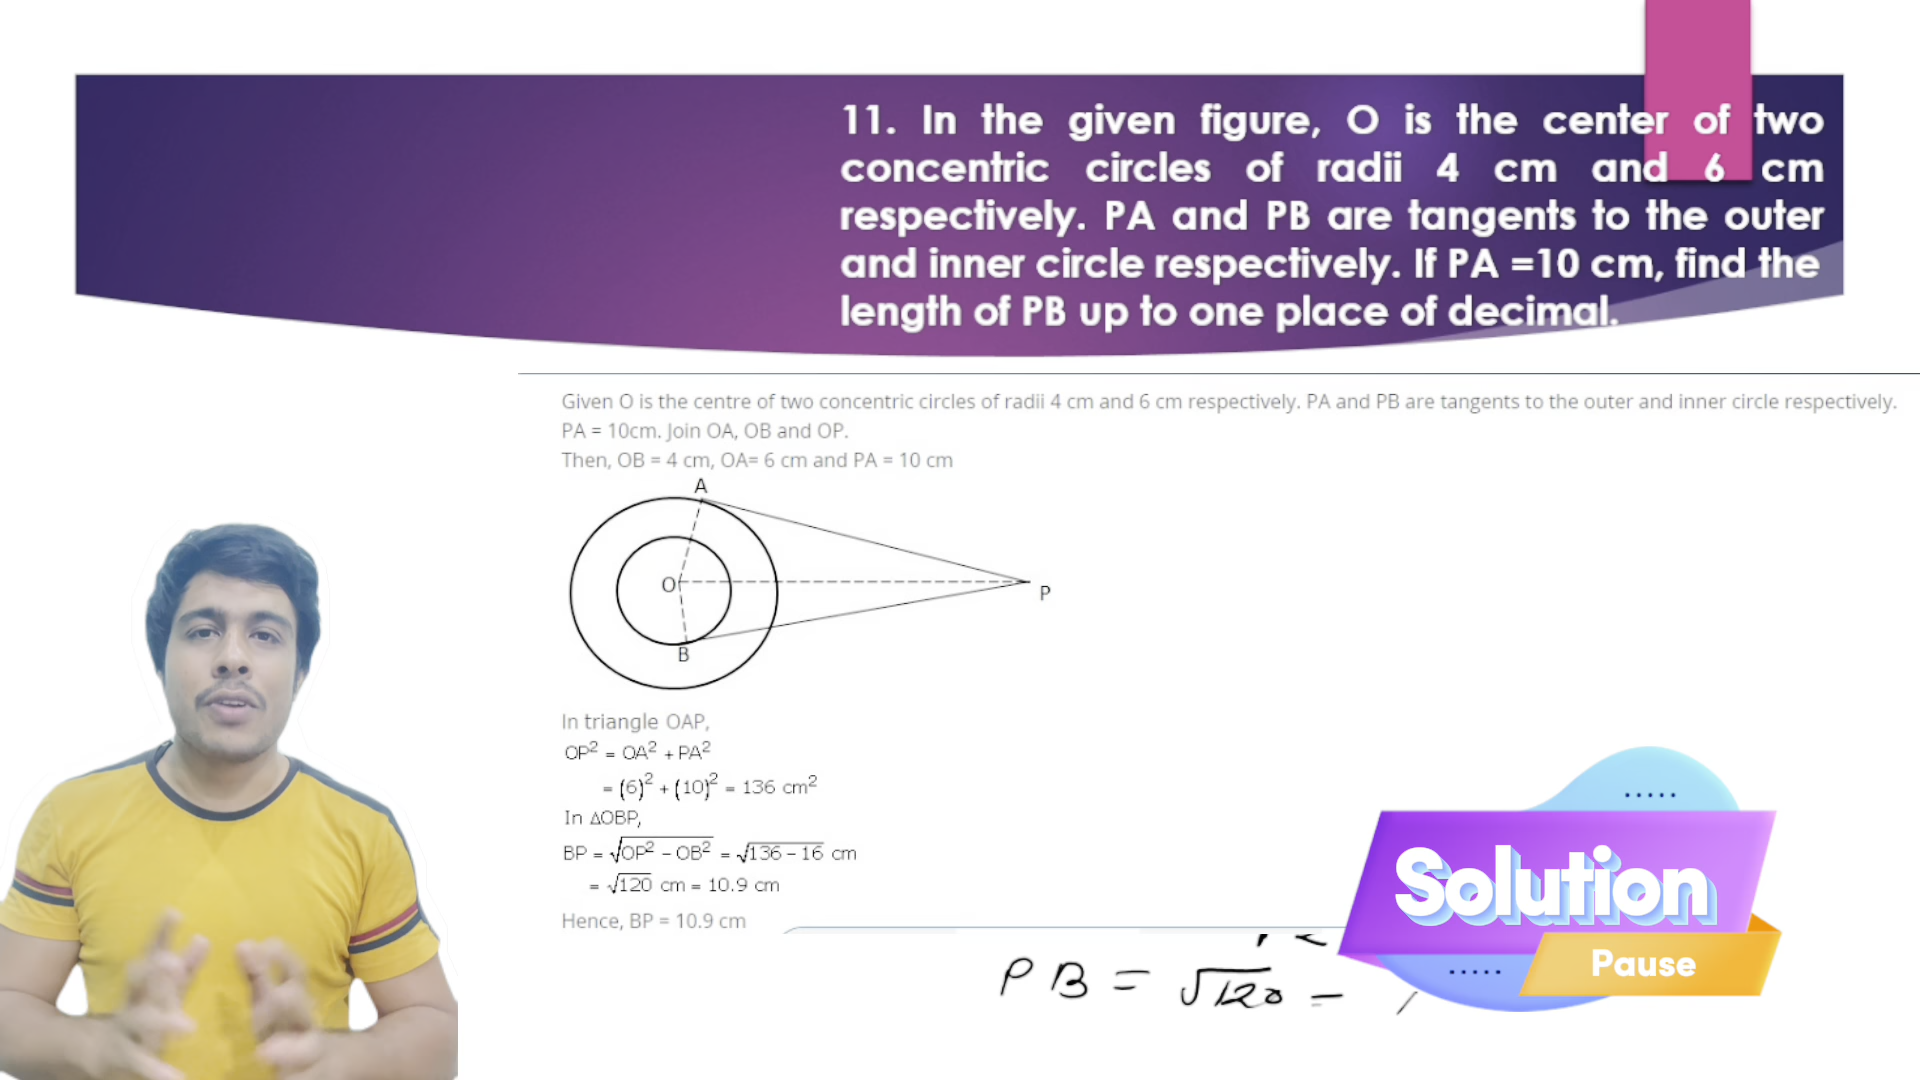 11. In the given figure, O is the center of two
concentric circles of radii 4 cm and 6 cm
respectively. PA and PB are tangents to the outer
and inner circle respectively. If PA =10 cm, find the
length of PB up to one place of decimal.
Given O is the centre of two concentric circles of radii 4 cm and 6 cm respectively. PA and PB are tangents to the outer and inner circle respectively.
PA = 10cm. Join OA, OB and OP.
Then, OB = 4 cm, OA= 6 cm and PA = 10 cm
A
O
P
B
In triangle OAP,
OP² = OA² + PA²
= (6)² + (10)² = 136 cm²
In ΔOBP,
BP = √OP² – OB² = √136 – 16 cm
= √120 cm = 10.9 cm
Hence, BP = 10.9 cm
PB = √120 =
Solution
Pause